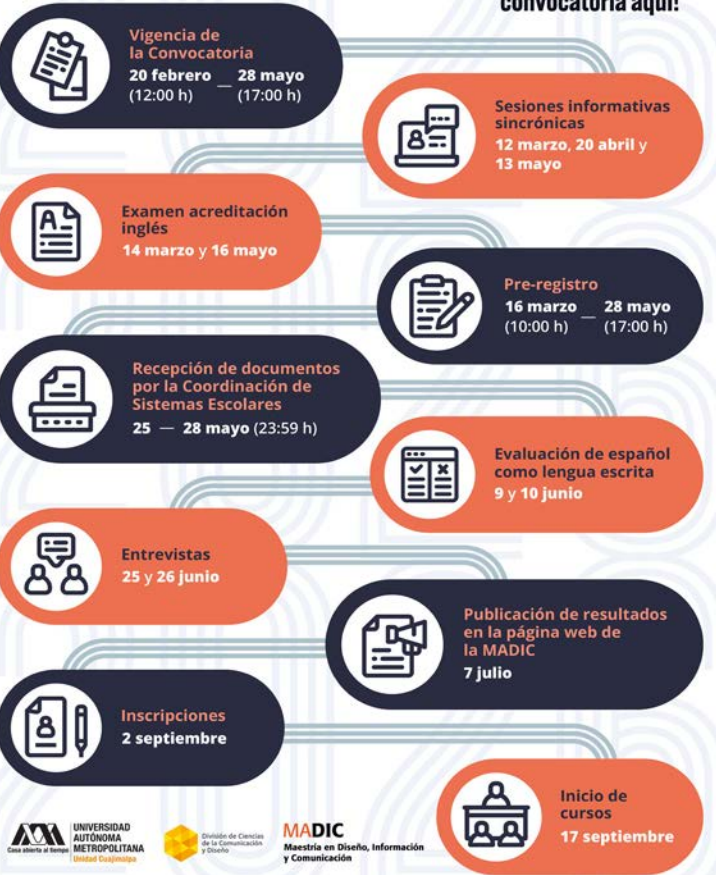 convocatoria aquí!
Vigencia de
la Convocatoria
20 febrero — 28 mayo
(12:00 h) (17:00 h)
Sesiones informativas
sincrónicas
12 marzo, 20 abril y
13 mayo
A
Examen acreditación
inglés
14 marzo y 16 mayo
Pre-registro
16 marzo — 28 mayo
(10:00 h) (17:00 h)
Recepción de documentos
por la Coordinación de
Sistemas Escolares
25 — 28 mayo (23:59 h)
Evaluación de español
como lengua escrita
9 y 10 junio
Entrevistas
25 y 26 junio
Publicación de resultados
en la página web de
la MADIC
7 julio
Inscripciones
2 septiembre
Inicio de
cursos
17 septiembre
Casa abierta al tiempo
UNIVERSIDAD
AUTÓNOMA
METROPOLITANA
Unidad Cuajimalpa
División de Ciencias
de la Comunicación
y Diseño
MADIC
Maestría en Diseño, Información
y Comunicación